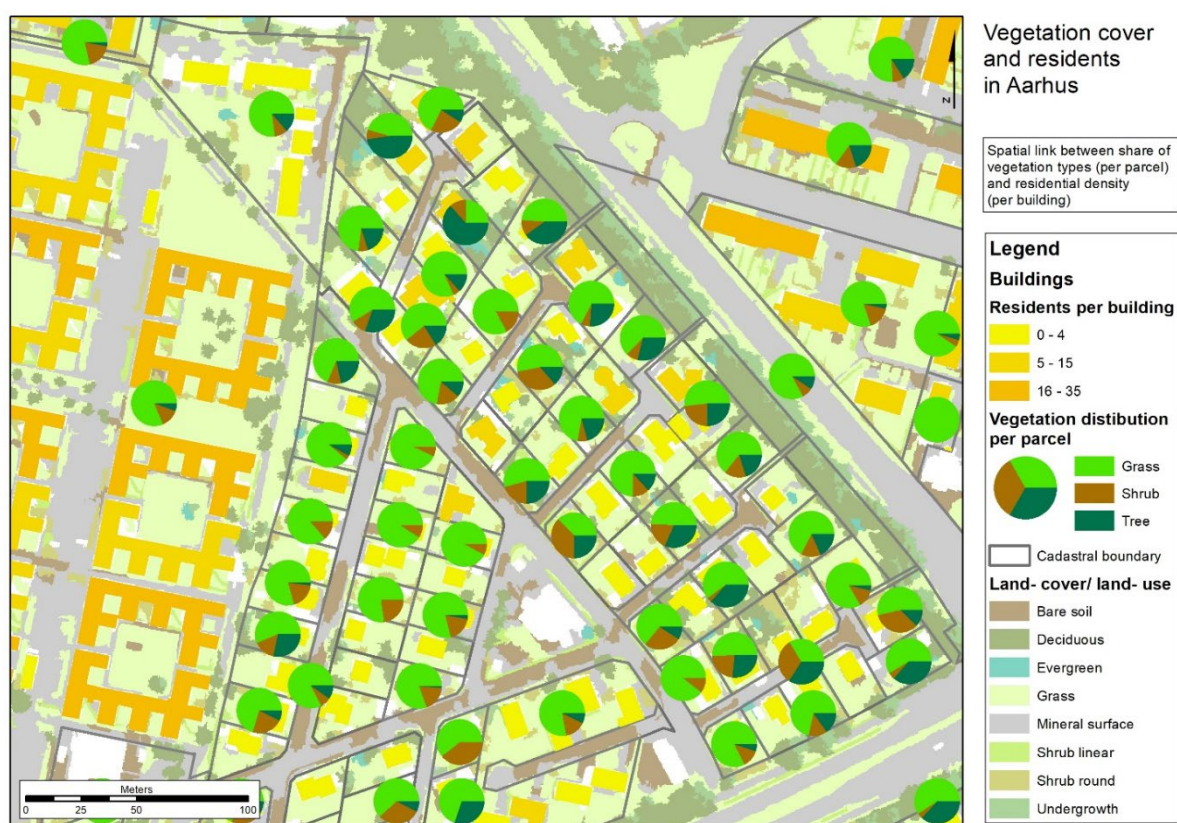 Vegetation cover
and residents
in Aarhus
N
Spatial link between share of
vegetation types (per parcel)
and residential density
(per building)
Legend
Buildings
Residents per building
0 - 4
5 - 15
16 - 35
Vegetation distibution
per parcel
Grass
Shrub
Tree
Cadastral boundary
Land- cover/ land- use
Bare soil
Deciduous
Evergreen
Grass
Mineral surface
Shrub linear
Shrub round
Undergrowth
Meters
0 25 50 100